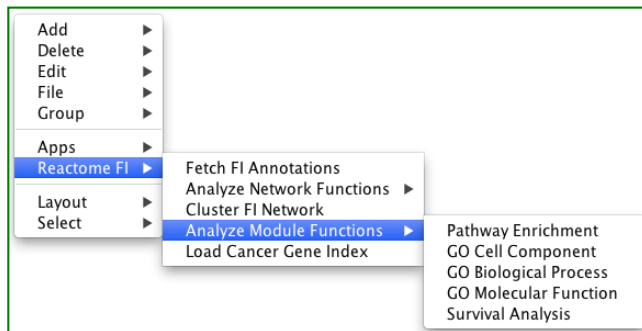 Add
Delete
Edit
File
Group
Apps
Reactome FI
Layout
Select
Fetch FI Annotations
Analyze Network Functions
Cluster FI Network
Analyze Module Functions
Load Cancer Gene Index
Pathway Enrichment
GO Cell Component
GO Biological Process
GO Molecular Function
Survival Analysis